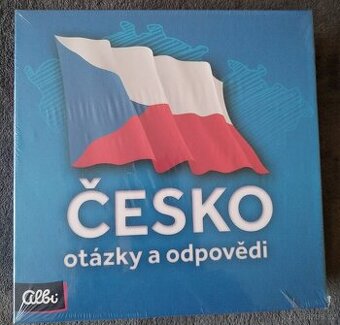 ČESKO
otázky a odpovědi
albi